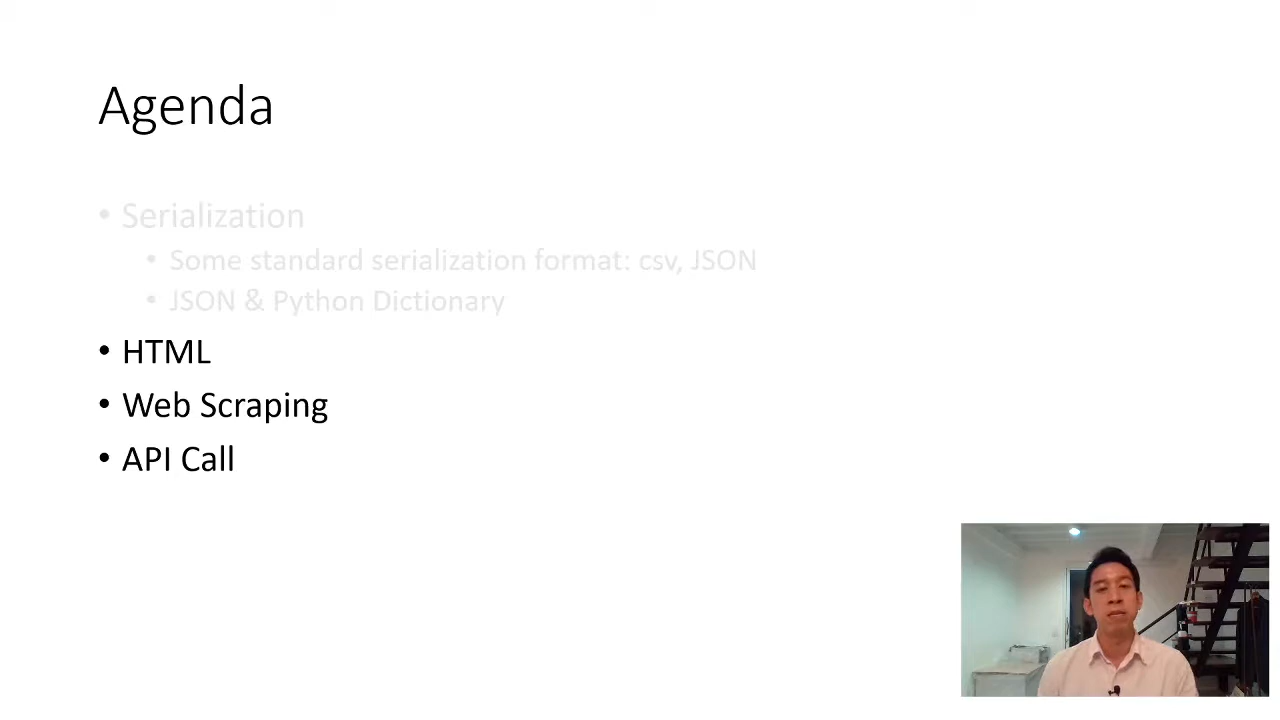 Agenda
• Serialization
• Some standard serialization format: csv, JSON
• JSON & Python Dictionary
• HTML
• Web Scraping
• API Call